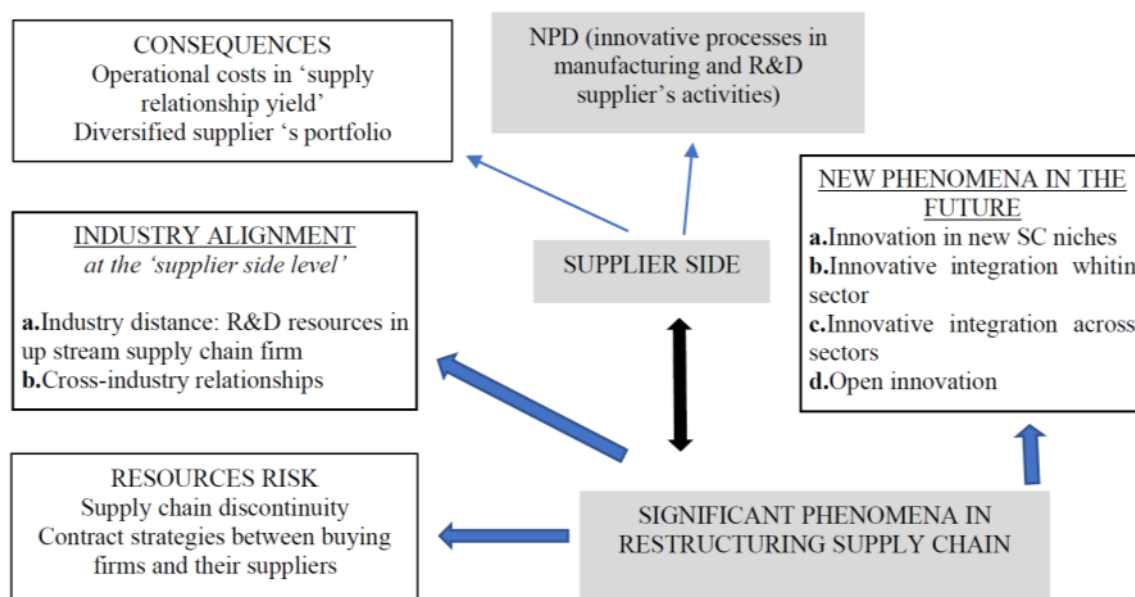 CONSEQUENCES
Operational costs in ‘supply
relationship yield’
Diversified supplier ‘s portfolio
NPD (innovative processes in
manufacturing and R&D
supplier’s activities)
NEW PHENOMENA IN THE
FUTURE
a.Innovation in new SC niches
b.Innovative integration whitin
sector
c.Innovative integration across
sectors
d.Open innovation
INDUSTRY ALIGNMENT
at the ‘supplier side level’
a.Industry distance: R&D resources in
up stream supply chain firm
b.Cross-industry relationships
SUPPLIER SIDE
RESOURCES RISK
Supply chain discontinuity
Contract strategies between buying
firms and their suppliers
SIGNIFICANT PHENOMENA IN
RESTRUCTURING SUPPLY CHAIN